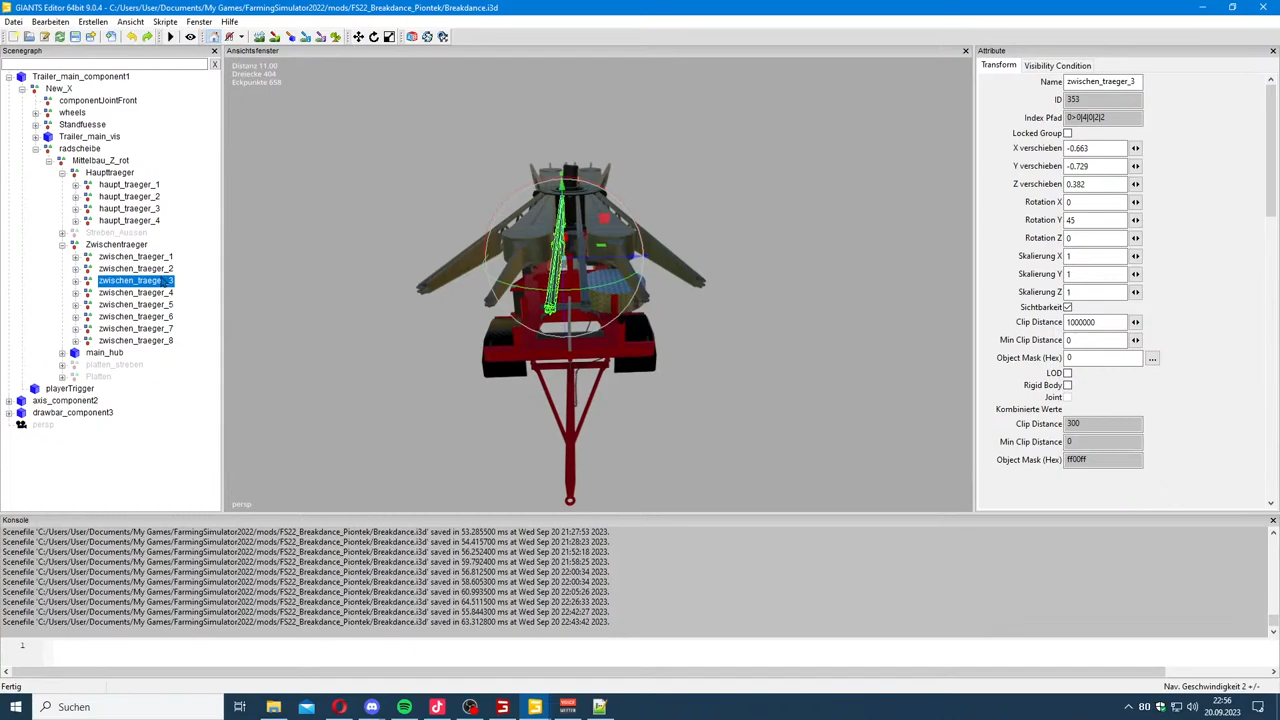 GIANTS Editor 64bit 9.0.4 - C:/Users/User/Documents/My Games/FarmingSimulator2022/mods/FS22_Breakdance_Piontek/Breakdance.i3d
Datei Bearbeiten Erstellen Ansicht Skripte Fenster Hilfe
Scenegraph
X
Trailer_main_component1
New_X
componentJointFront
wheels
Standfuesse
Trailer_main_vis
radscheibe
Mittelbau_Z_rot
Haupttraeger
haupt_traeger_1
haupt_traeger_2
haupt_traeger_3
haupt_traeger_4
Streben_Aussen
Zwischentraeger
zwischen_traeger_1
zwischen_traeger_2
zwischen_traeger_3
zwischen_traeger_4
zwischen_traeger_5
zwischen_traeger_6
zwischen_traeger_7
zwischen_traeger_8
main_hub
platten_streben
Platten
playerTrigger
axis_component2
drawbar_component3
persp
Ansichtsfenster
Distanz 11.00
Dreiecke 404
Eckpunkte 658
persp
Attribute
Transform Visibility Condition
Name zwischen_traeger_3
ID 353
Index Pfad 0>0|4|0|2|2
Locked Group
X verschieben -0.663
Y verschieben -0.729
Z verschieben 0.382
Rotation X 0
Rotation Y 45
Rotation Z 0
Skalierung X 1
Skalierung Y 1
Skalierung Z 1
Sichtbarkeit
Clip Distance 1000000
Min Clip Distance 0
Object Mask (Hex) 0 ...
LOD
Rigid Body
Joint
Kombinierte Werte
Clip Distance 300
Min Clip Distance 0
Object Mask (Hex) ff00ff
Konsole
Scenefile 'C:/Users/User/Documents/My Games/FarmingSimulator2022/mods/FS22_Breakdance_Piontek/Breakdance.i3d' saved in 53.285500 ms at Wed Sep 20 21:27:53 2023.
Scenefile 'C:/Users/User/Documents/My Games/FarmingSimulator2022/mods/FS22_Breakdance_Piontek/Breakdance.i3d' saved in 54.415700 ms at Wed Sep 20 21:28:23 2023.
Scenefile 'C:/Users/User/Documents/My Games/FarmingSimulator2022/mods/FS22_Breakdance_Piontek/Breakdance.i3d' saved in 56.252400 ms at Wed Sep 20 21:52:18 2023.
Scenefile 'C:/Users/User/Documents/My Games/FarmingSimulator2022/mods/FS22_Breakdance_Piontek/Breakdance.i3d' saved in 59.792400 ms at Wed Sep 20 21:58:25 2023.
Scenefile 'C:/Users/User/Documents/My Games/FarmingSimulator2022/mods/FS22_Breakdance_Piontek/Breakdance.i3d' saved in 56.812500 ms at Wed Sep 20 22:00:34 2023.
Scenefile 'C:/Users/User/Documents/My Games/FarmingSimulator2022/mods/FS22_Breakdance_Piontek/Breakdance.i3d' saved in 58.605300 ms at Wed Sep 20 22:00:34 2023.
Scenefile 'C:/Users/User/Documents/My Games/FarmingSimulator2022/mods/FS22_Breakdance_Piontek/Breakdance.i3d' saved in 60.993500 ms at Wed Sep 20 22:05:26 2023.
Scenefile 'C:/Users/User/Documents/My Games/FarmingSimulator2022/mods/FS22_Breakdance_Piontek/Breakdance.i3d' saved in 64.511500 ms at Wed Sep 20 22:26:33 2023.
Scenefile 'C:/Users/User/Documents/My Games/FarmingSimulator2022/mods/FS22_Breakdance_Piontek/Breakdance.i3d' saved in 55.844300 ms at Wed Sep 20 22:42:27 2023.
Scenefile 'C:/Users/User/Documents/My Games/FarmingSimulator2022/mods/FS22_Breakdance_Piontek/Breakdance.i3d' saved in 63.312800 ms at Wed Sep 20 22:43:42 2023.
1
Fertig
Nav. Geschwindigkeit 2 +/-
Suchen
22:56
20.09.2023